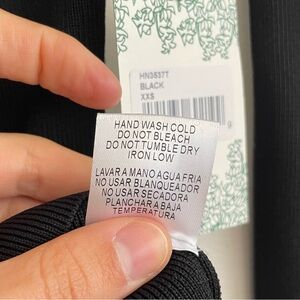 HN3537T
BLACK
XXS
HAND WASH COLD
DO NOT BLEACH
DO NOT TUMBLE DRY
IRON LOW
LAVAR A MANO AGUA FRIA
NO USAR BLANQUEADOR
NO USAR SECADORA
PLANCHAR A BAJA
TEMPERATURA